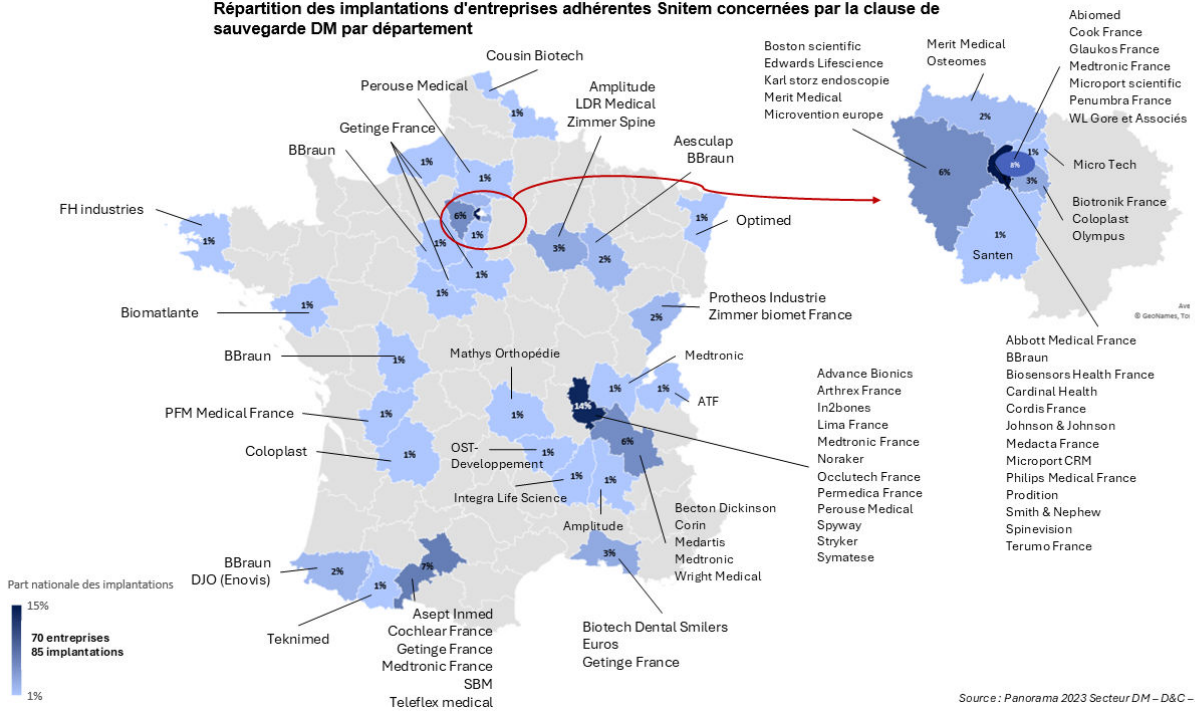 Répartition des implantations d'entreprises adhérentes Snitem concernées par la clause de
sauvegarde DM par département
Cousin Biotech
Perouse Medical
Getinge France
BBraun
FH industries
Biomatlante
BBraun
PFM Medical France
Coloplast
BBraun
DJO (Enovis)
Teknimed
Asept Inmed
Cochlear France
Getinge France
Medtronic France
SBM
Teleflex medical
Amplitude
LDR Medical
Zimmer Spine
Aesculap
BBraun
Optimed
Protheos Industrie
Zimmer biomet France
Mathys Orthopédie
Medtronic
ATF
OST-
Developpement
Integra Life Science
Amplitude
Becton Dickinson
Corin
Medartis
Medtronic
Wright Medical
Biotech Dental Smilers
Euros
Getinge France
Advance Bionics
Arthrex France
In2bones
Lima France
Medtronic France
Noraker
Occlutech France
Permedica France
Perouse Medical
Spyway
Stryker
Symatese
1%
1%
1%
6%
1%
1%
1%
1%
1%
1%
3%
2%
1%
2%
1%
1%
1%
1%
14%
1%
1%
6%
1%
1%
1%
1%
3%
7%
2%
1%
Boston scientific
Edwards Lifescience
Karl storz endoscopie
Merit Medical
Microvention europe
Merit Medical
Osteomes
Abiomed
Cook France
Glaukos France
Medtronic France
Microport scientific
Penumbra France
WL Gore et Associés
Micro Tech
Biotronik France
Coloplast
Olympus
2%
6%
8%
1%
3%
1%
Santen
Ave
© GeoNames, To
Abbott Medical France
BBraun
Biosensors Health France
Cardinal Health
Cordis France
Johnson & Johnson
Medacta France
Microport CRM
Philips Medical France
Prodition
Smith & Nephew
Spinevision
Terumo France
Part nationale des implantations
15%
70 entreprises
85 implantations
1%
Source : Panorama 2023 Secteur DM – D&C –